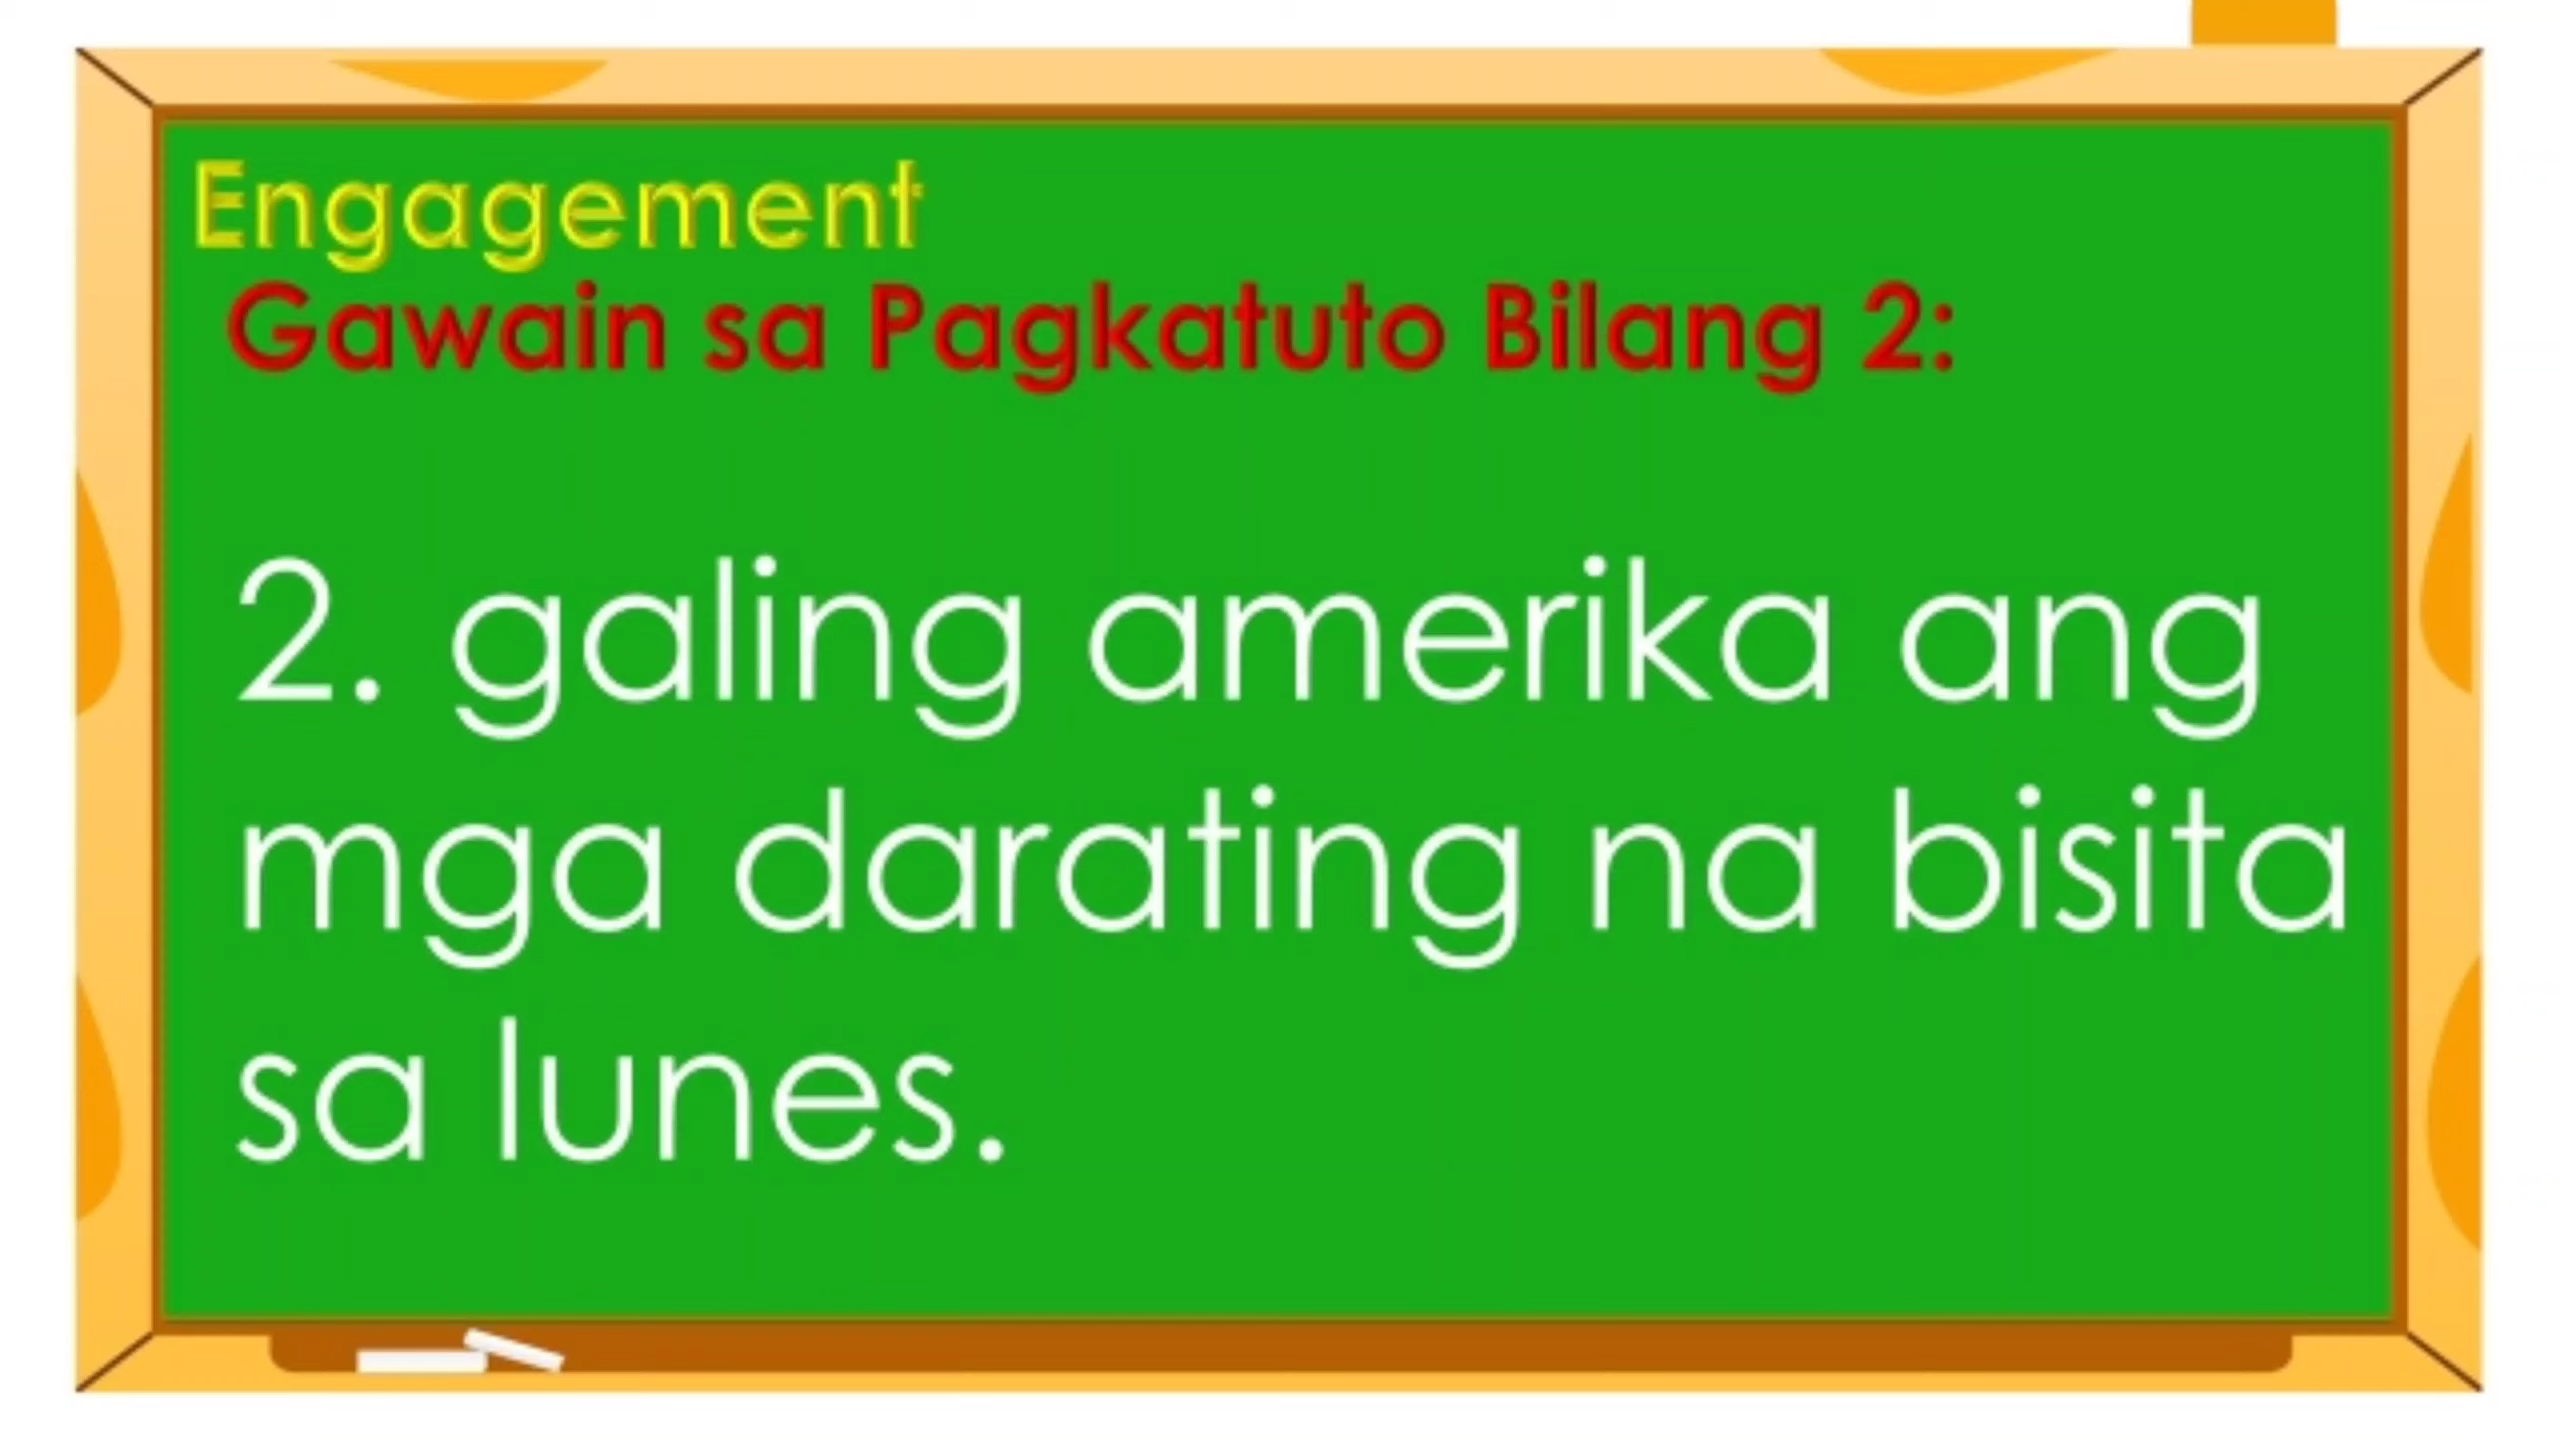 Engagement
Gawain sa Pagkatuto Bilang 2:
2. galing amerika ang
mga darating na bisita
sa lunes.